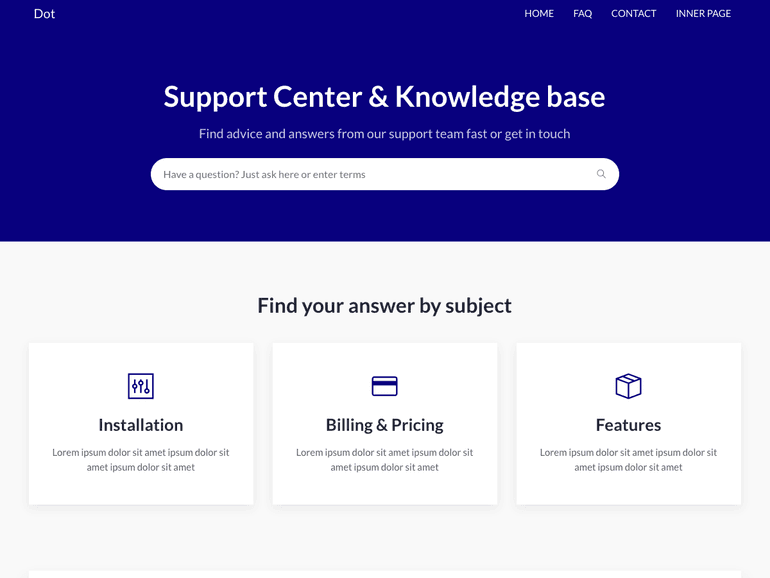 Dot
HOME FAQ CONTACT INNER PAGE
Support Center & Knowledge base
Find advice and answers from our support team fast or get in touch
Have a question? Just ask here or enter terms
Find your answer by subject
Installation
Lorem ipsum dolor sit amet ipsum dolor sit
amet ipsum dolor sit amet
Billing & Pricing
Lorem ipsum dolor sit amet ipsum dolor sit
amet ipsum dolor sit amet
Features
Lorem ipsum dolor sit amet ipsum dolor sit
amet ipsum dolor sit amet